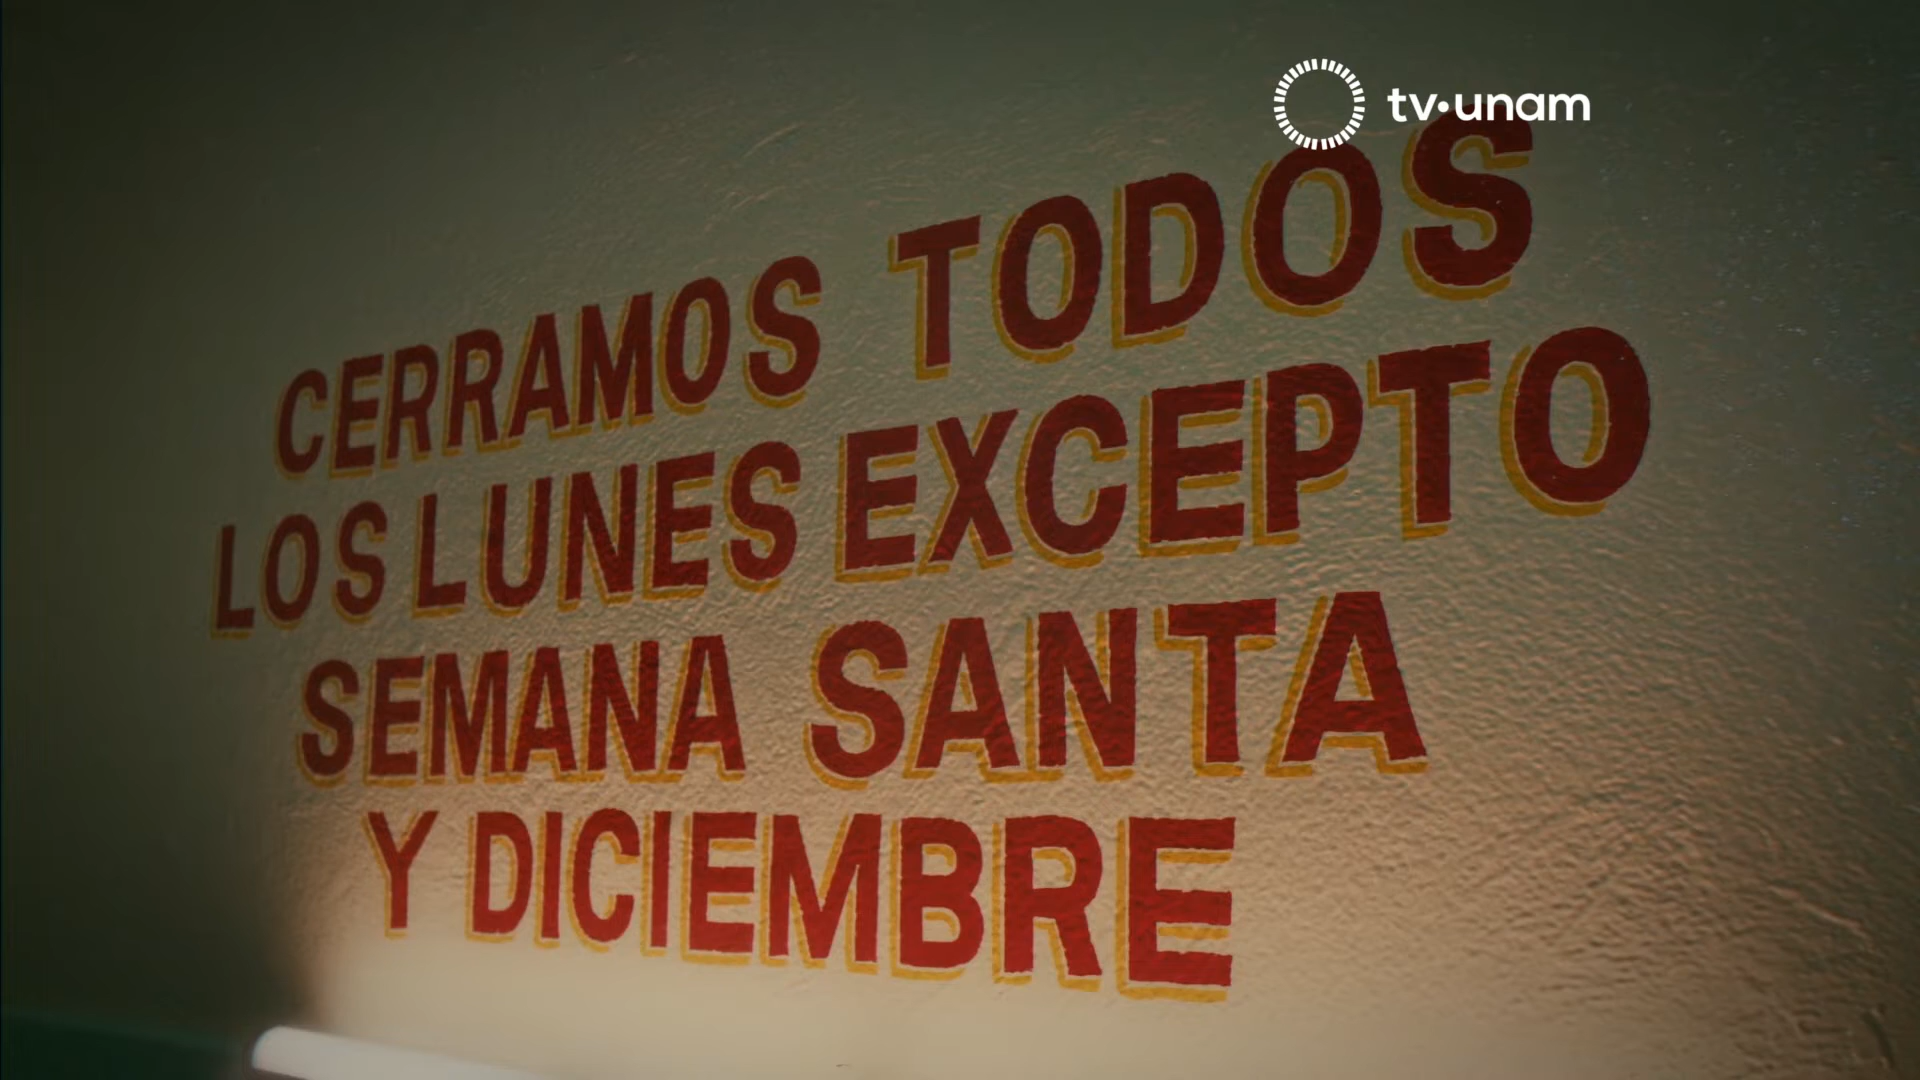 tv·unam
CERRAMOS TODOS
LOS LUNES EXCEPTO
SEMANA SANTA
Y DICIEMBRE